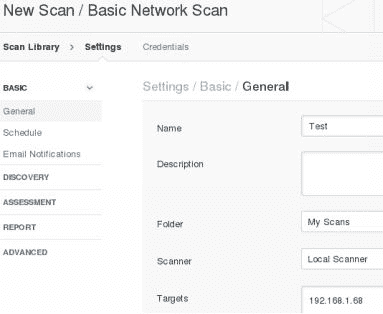 New Scan / Basic Network Scan
Scan Library > Settings Credentials
BASIC
General
Schedule
Email Notifications
DISCOVERY
ASSESSMENT
REPORT
ADVANCED
Settings / Basic / General
Name Test
Description
Folder My Scans
Scanner Local Scanner
Targets 192.168.1.68